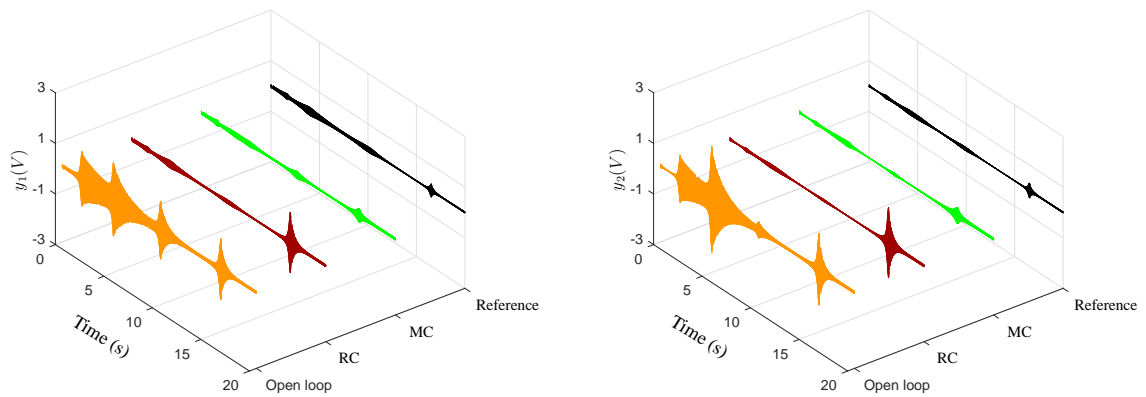 3
1
-1
-3
y₁(V)
0
5
10
15
20
Time (s)
Open loop
RC
MC
Reference
3
1
-1
-3
y₂(V)
0
5
10
15
20
Time (s)
Open loop
RC
MC
Reference